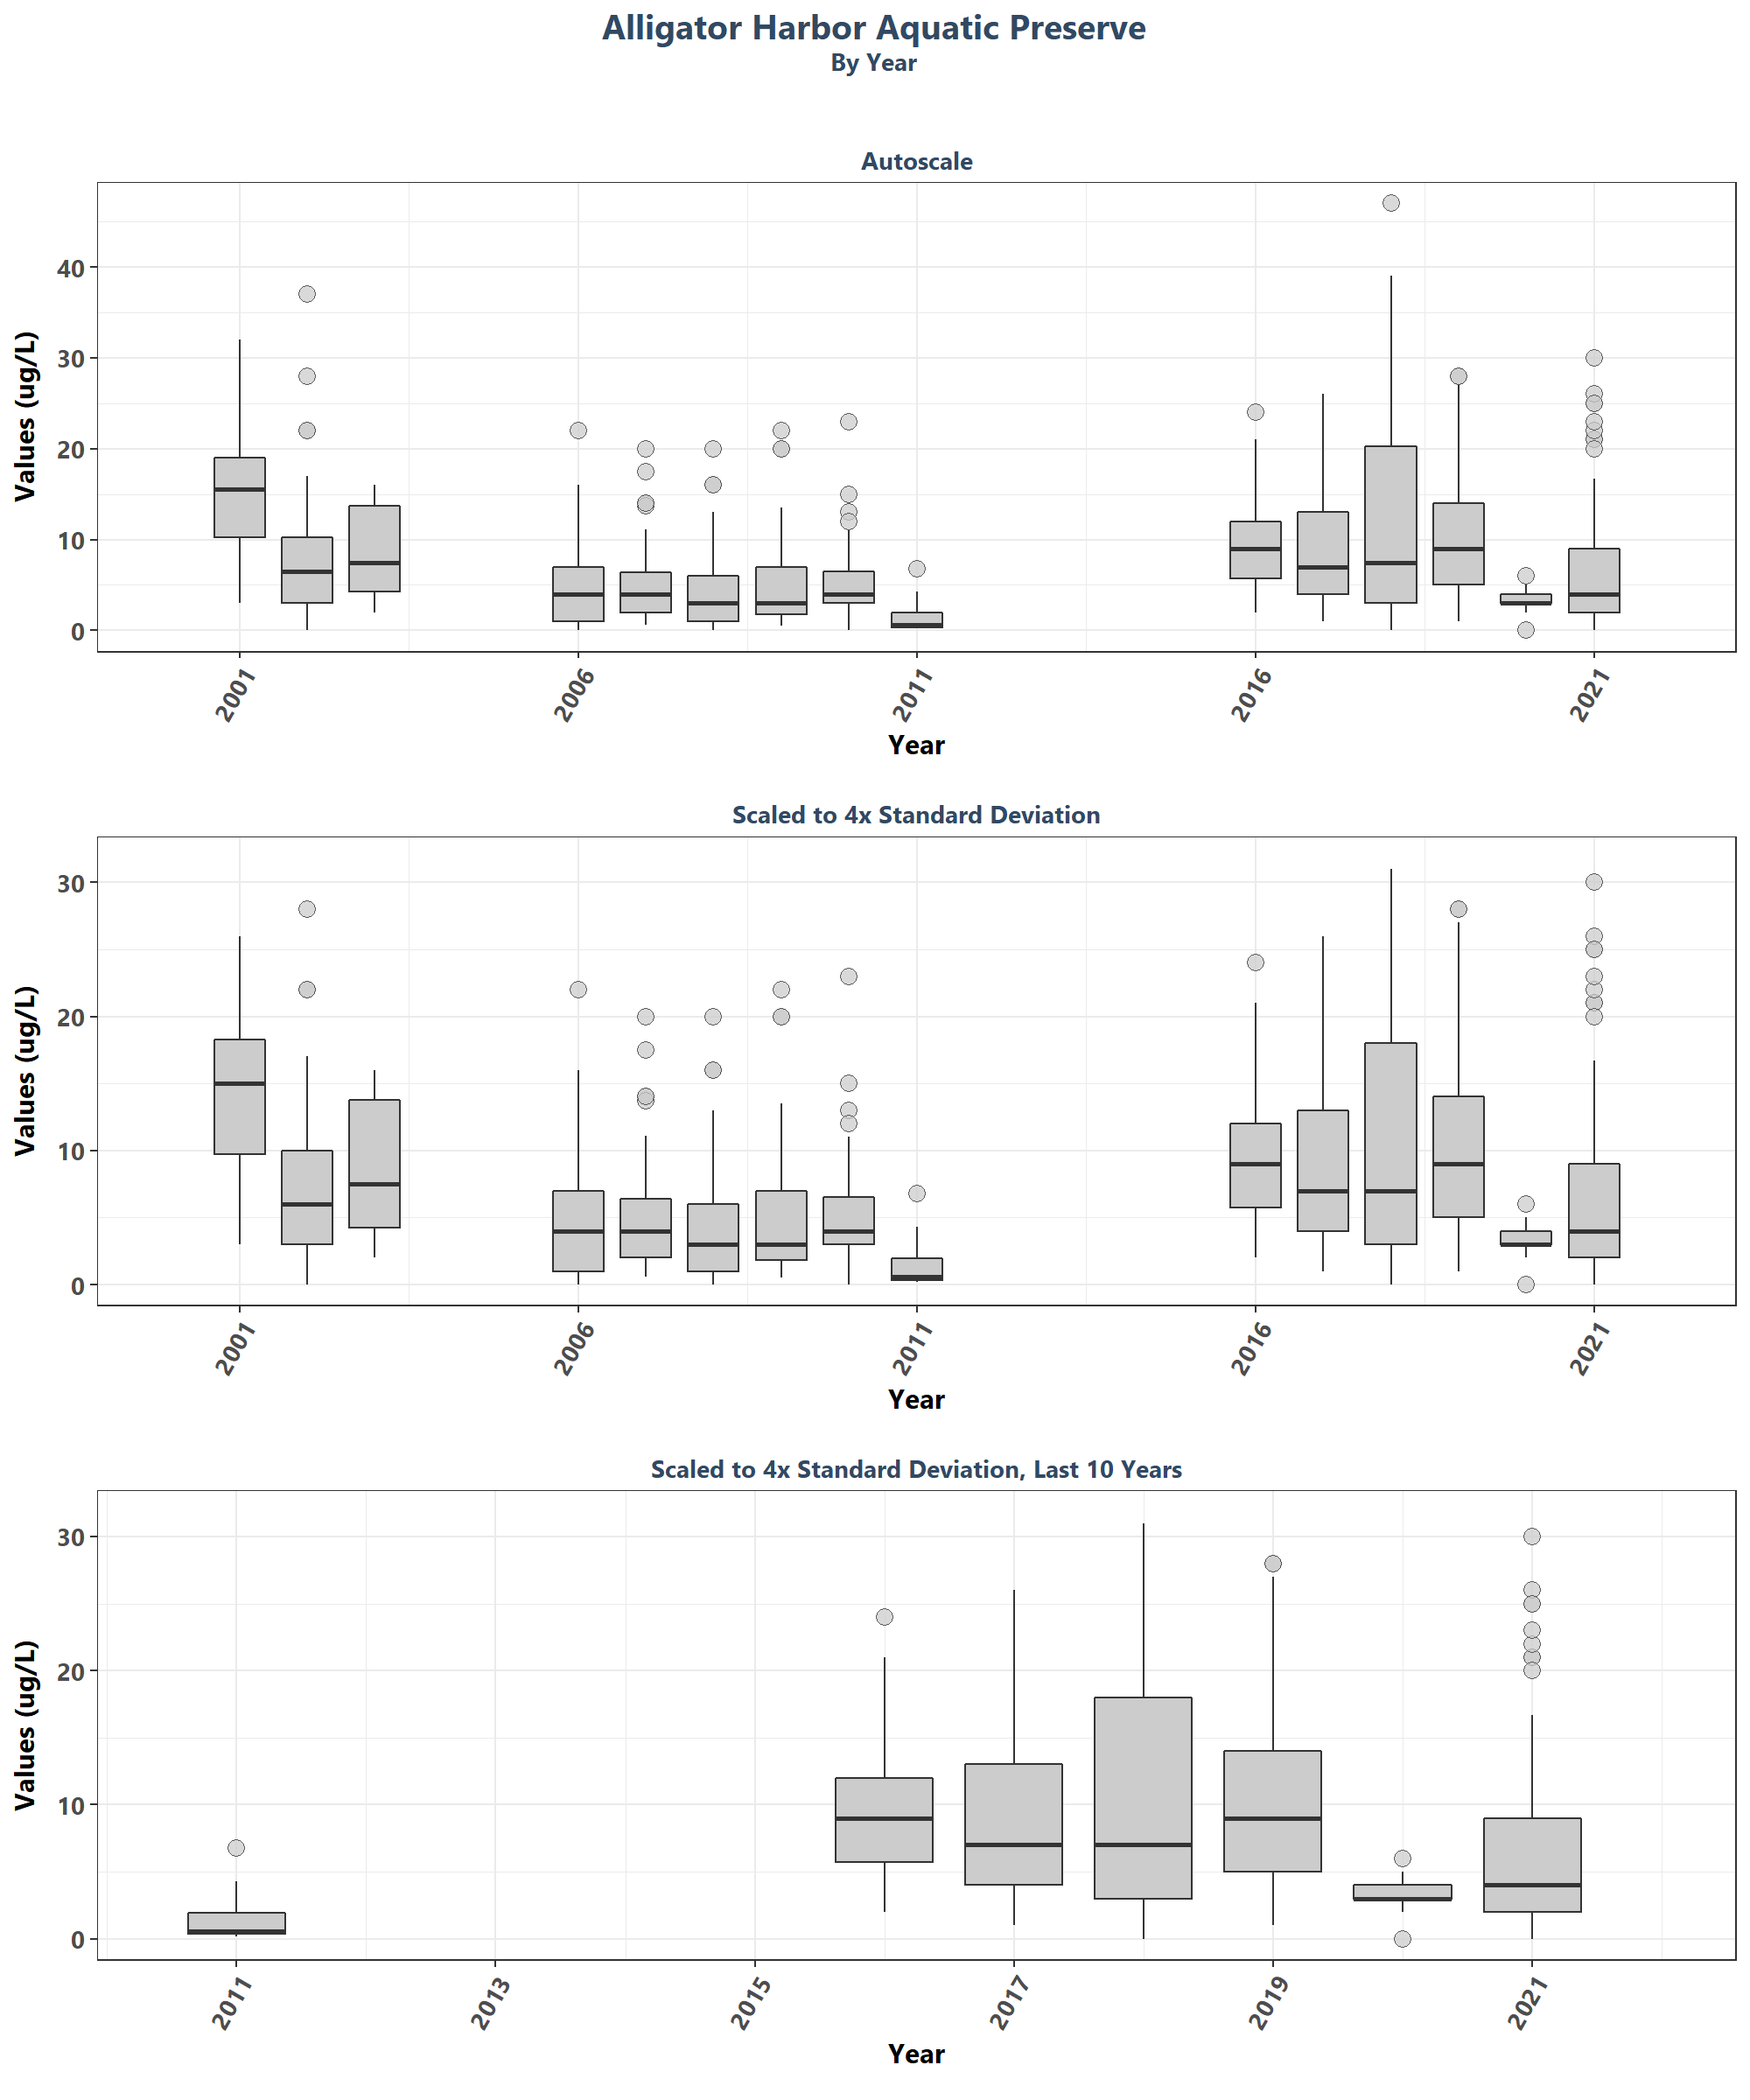 Alligator Harbor Aquatic Preserve
By Year
Autoscale
Values (ug/L)
40
30
20
10
0
2001
2006
2011
2016
2021
Year
Scaled to 4x Standard Deviation
Values (ug/L)
30
20
10
0
2001
2006
2011
2016
2021
Year
Scaled to 4x Standard Deviation, Last 10 Years
Values (ug/L)
30
20
10
0
2011
2013
2015
2017
2019
2021
Year